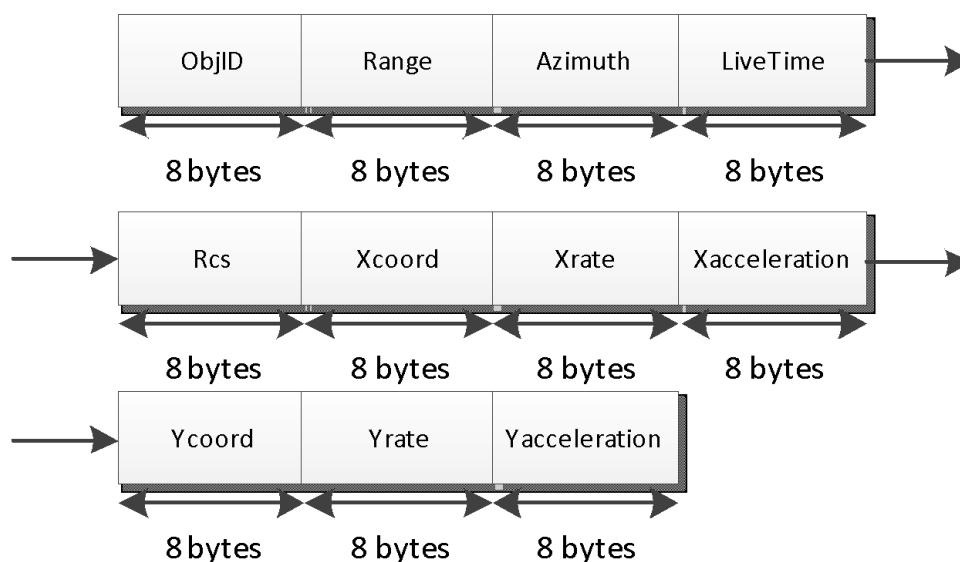 ObjID Range Azimuth LiveTime
8 bytes 8 bytes 8 bytes 8 bytes
Rcs Xcoord Xrate Xacceleration
8 bytes 8 bytes 8 bytes 8 bytes
Ycoord Yrate Yacceleration
8 bytes 8 bytes 8 bytes